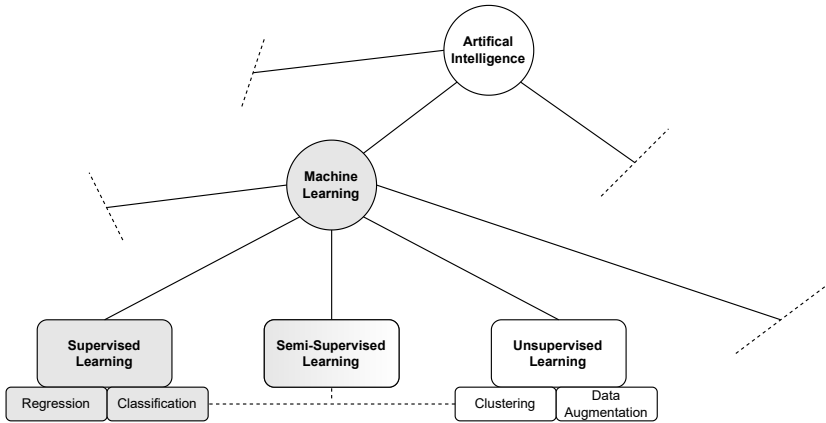 Artifical
Intelligence
Machine
Learning
Supervised
Learning
Semi-Supervised
Learning
Unsupervised
Learning
Regression
Classification
Clustering
Data
Augmentation